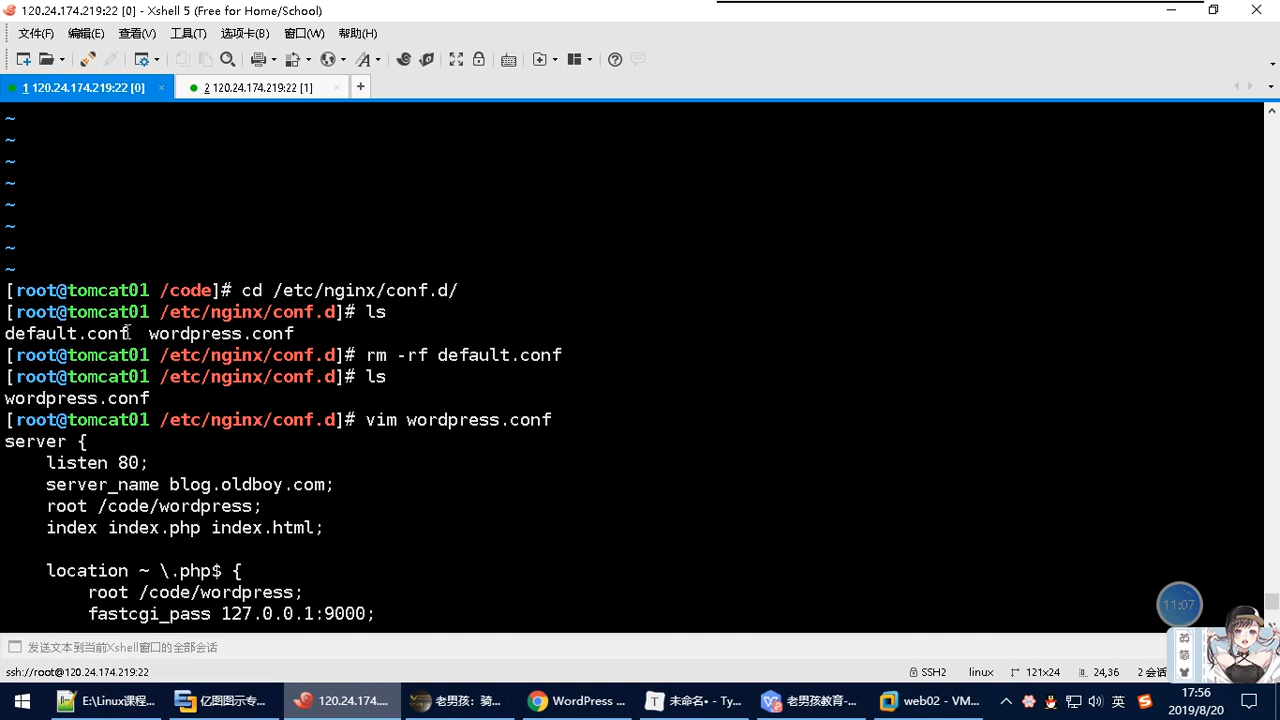 120.24.174.219:22 [0] - Xshell 5 (Free for Home/School)
文件(F) 编辑(E) 查看(V) 工具(T) 选项卡(B) 窗口(W) 帮助(H)
1 120.24.174.219:22 [0] × 2 120.24.174.219:22 [1] × +
~
~
~
~
~
~
~
~
[root@tomcat01 /code]# cd /etc/nginx/conf.d/
[root@tomcat01 /etc/nginx/conf.d]# ls
default.conf wordpress.conf
[root@tomcat01 /etc/nginx/conf.d]# rm -rf default.conf
[root@tomcat01 /etc/nginx/conf.d]# ls
wordpress.conf
[root@tomcat01 /etc/nginx/conf.d]# vim wordpress.conf
server {
listen 80;
server_name blog.oldboy.com;
root /code/wordpress;
index index.php index.html;
location ~ \.php$ {
root /code/wordpress;
fastcgi_pass 127.0.0.1:9000;
11:07
英
简
发送文本到当前Xshell窗口的全部会话
ssh://root@120.24.174.219:22 SSH2 linux 121x24 24,36 2 会话
E:\Linux课程... 亿图图示专... 120.24.174.... 老男孩：骑... WordPress ... 未命名• - Ty... 老男孩教育-... web02 - VM... 英 17:56
2019/8/20